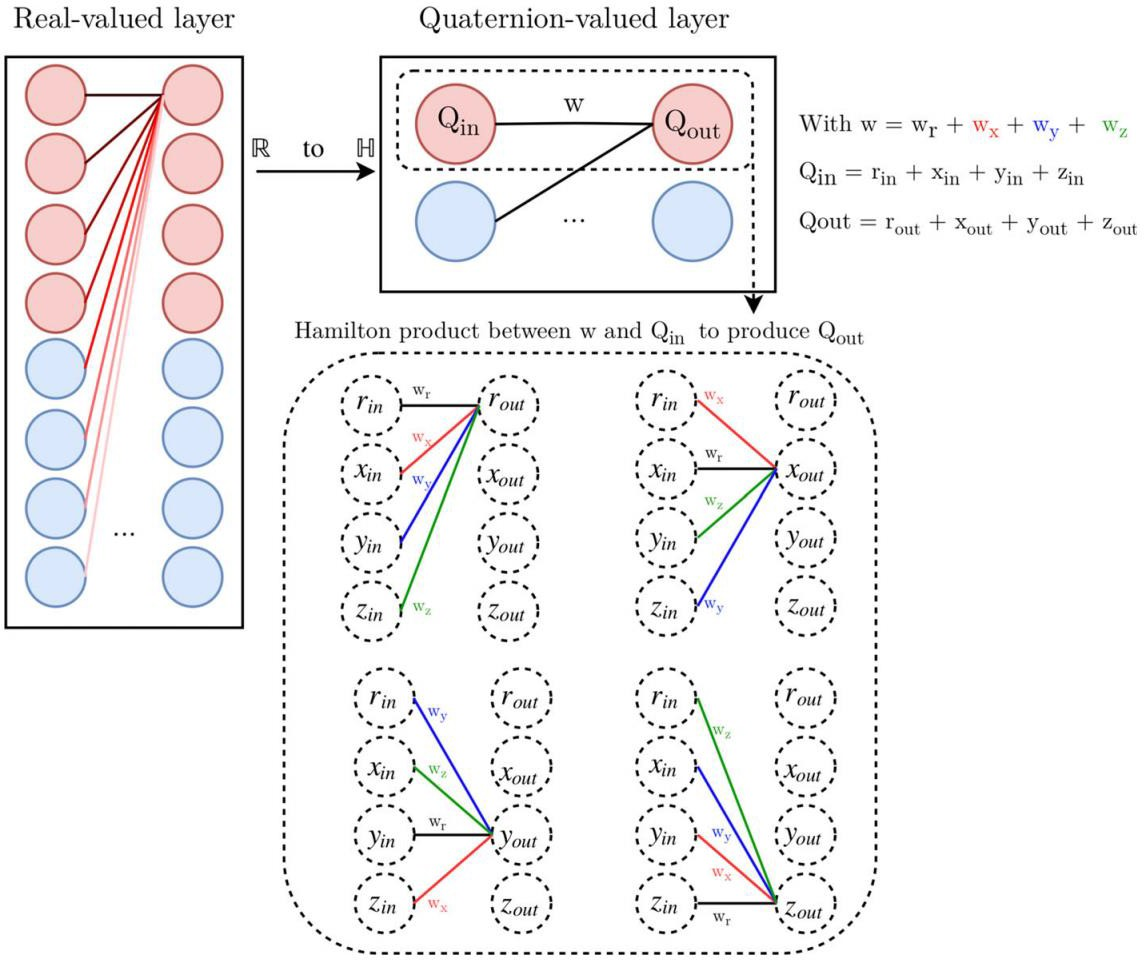 Real-valued layer
Quaternion-valued layer
ℝ to ℍ
Q_in w Q_out
...
With w = w_r + w_x + w_y + w_z
Q_in = r_in + x_in + y_in + z_in
Qout = r_out + x_out + y_out + z_out
...
Hamilton product between w and Q_in to produce Q_out
r_in w_r r_out
x_in w_x x_out
y_in w_y y_out
z_in w_z z_out
r_in w_x r_out
x_in w_r x_out
y_in w_z y_out
z_in w_y z_out
r_in w_y r_out
x_in w_z x_out
y_in w_r y_out
z_in w_x z_out
r_in w_z r_out
x_in w_y x_out
y_in w_x y_out
z_in w_r z_out